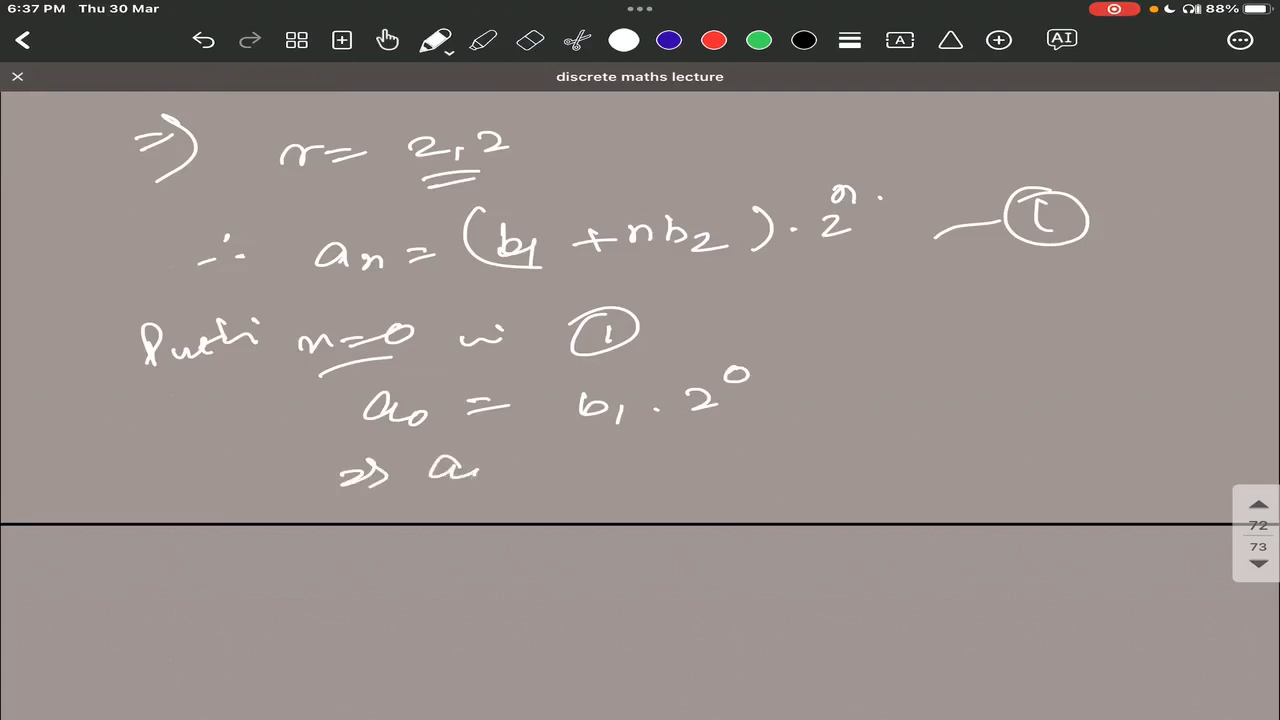 6:37 PM Thu 30 Mar 88%
AI
discrete maths lecture
⇒ r = 2, 2
∴ aₙ = (b₁ + n b₂) · 2ⁿ. — ①
Putting n = 0 in ①
a₀ = b₁ · 2⁰
⇒ a
72
73